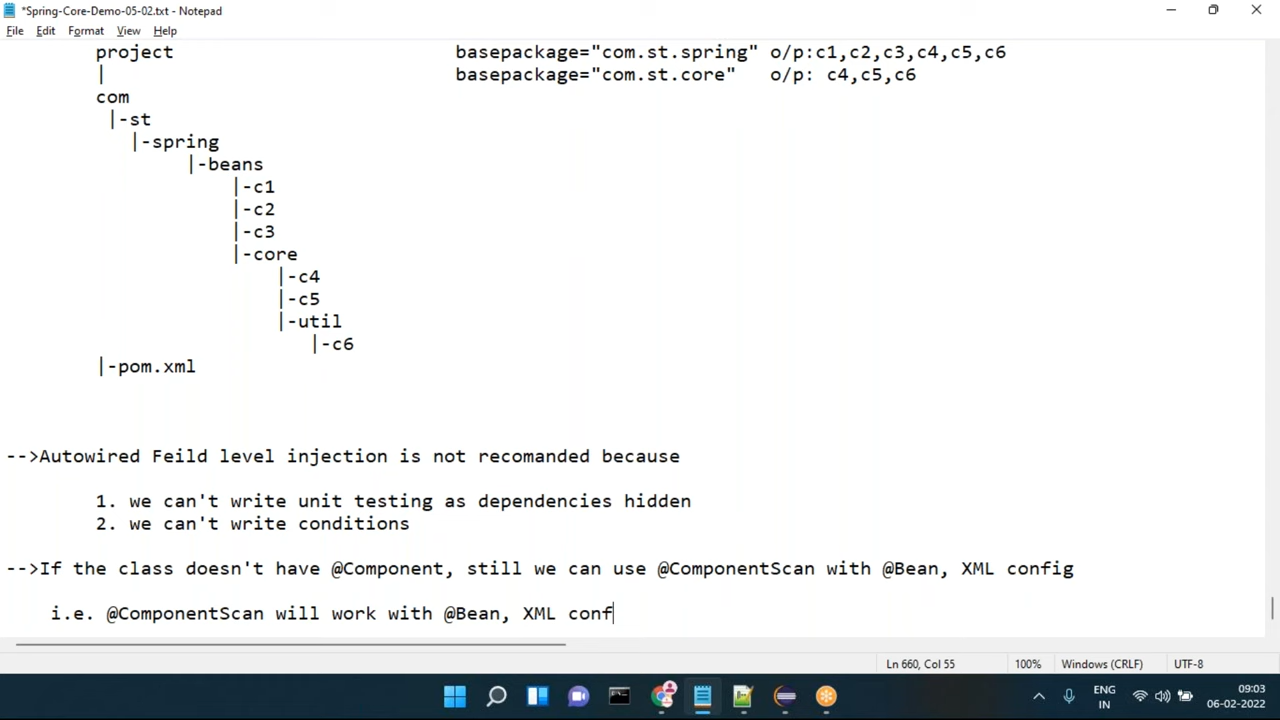 *Spring-Core-Demo-05-02.txt - Notepad
File Edit Format View Help
project basepackage="com.st.spring" o/p:c1,c2,c3,c4,c5,c6
| basepackage="com.st.core" o/p: c4,c5,c6
com
|-st
|-spring
|-beans
|-c1
|-c2
|-c3
|-core
|-c4
|-c5
|-util
|-c6
|-pom.xml
-->Autowired Feild level injection is not recomanded because
1. we can't write unit testing as dependencies hidden
2. we can't write conditions
-->If the class doesn't have @Component, still we can use @ComponentScan with @Bean, XML config
i.e. @ComponentScan will work with @Bean, XML conf
Ln 660, Col 55 100% Windows (CRLF) UTF-8
ENG 09:03
IN 06-02-2022